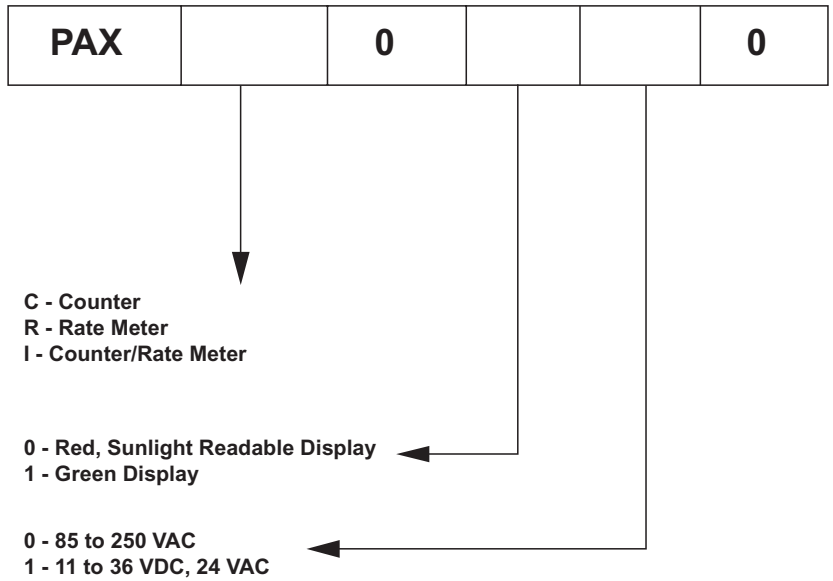 PAX 0 0
C - Counter
R - Rate Meter
I - Counter/Rate Meter
0 - Red, Sunlight Readable Display
1 - Green Display
0 - 85 to 250 VAC
1 - 11 to 36 VDC, 24 VAC